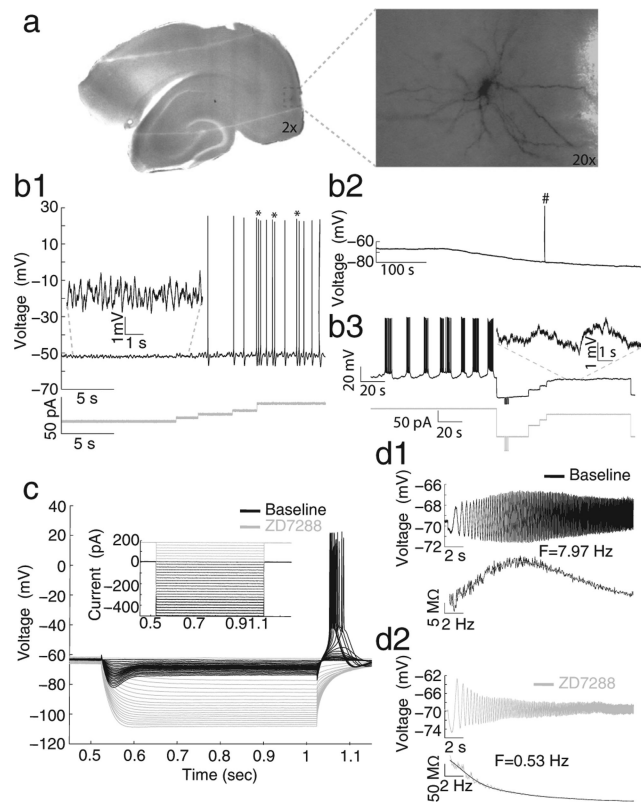 a
2x
20x
b1
Voltage (mV)
30
10
−10
−30
−50
−70
* * *
1mV
1 s
5 s
50 pA
5 s
b2
Voltage (mV)
−60
−80
100 s
#
b3
20 mV
20 s
1 mV
1 s
50 pA
20 s
c
Baseline
ZD7288
Voltage (mV)
40
20
0
−20
−40
−60
−80
−100
−120
Current (pA)
200
0
−200
−400
0.5 0.7 0.91.1
0.5 0.6 0.7 0.8 0.9 1 1.1
Time (sec)
d1
Baseline
Voltage (mV)
−66
−68
−70
−72
2 s
F=7.97 Hz
5 MΩ
2 Hz
d2
ZD7288
Voltage (mV)
−62
−66
−70
−74
2 s
F=0.53 Hz
50 MΩ
2 Hz